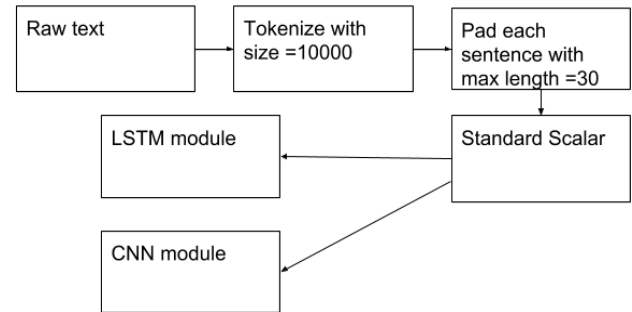 Raw text
Tokenize with
size =10000
Pad each
sentence with
max length =30
LSTM module
Standard Scalar
CNN module